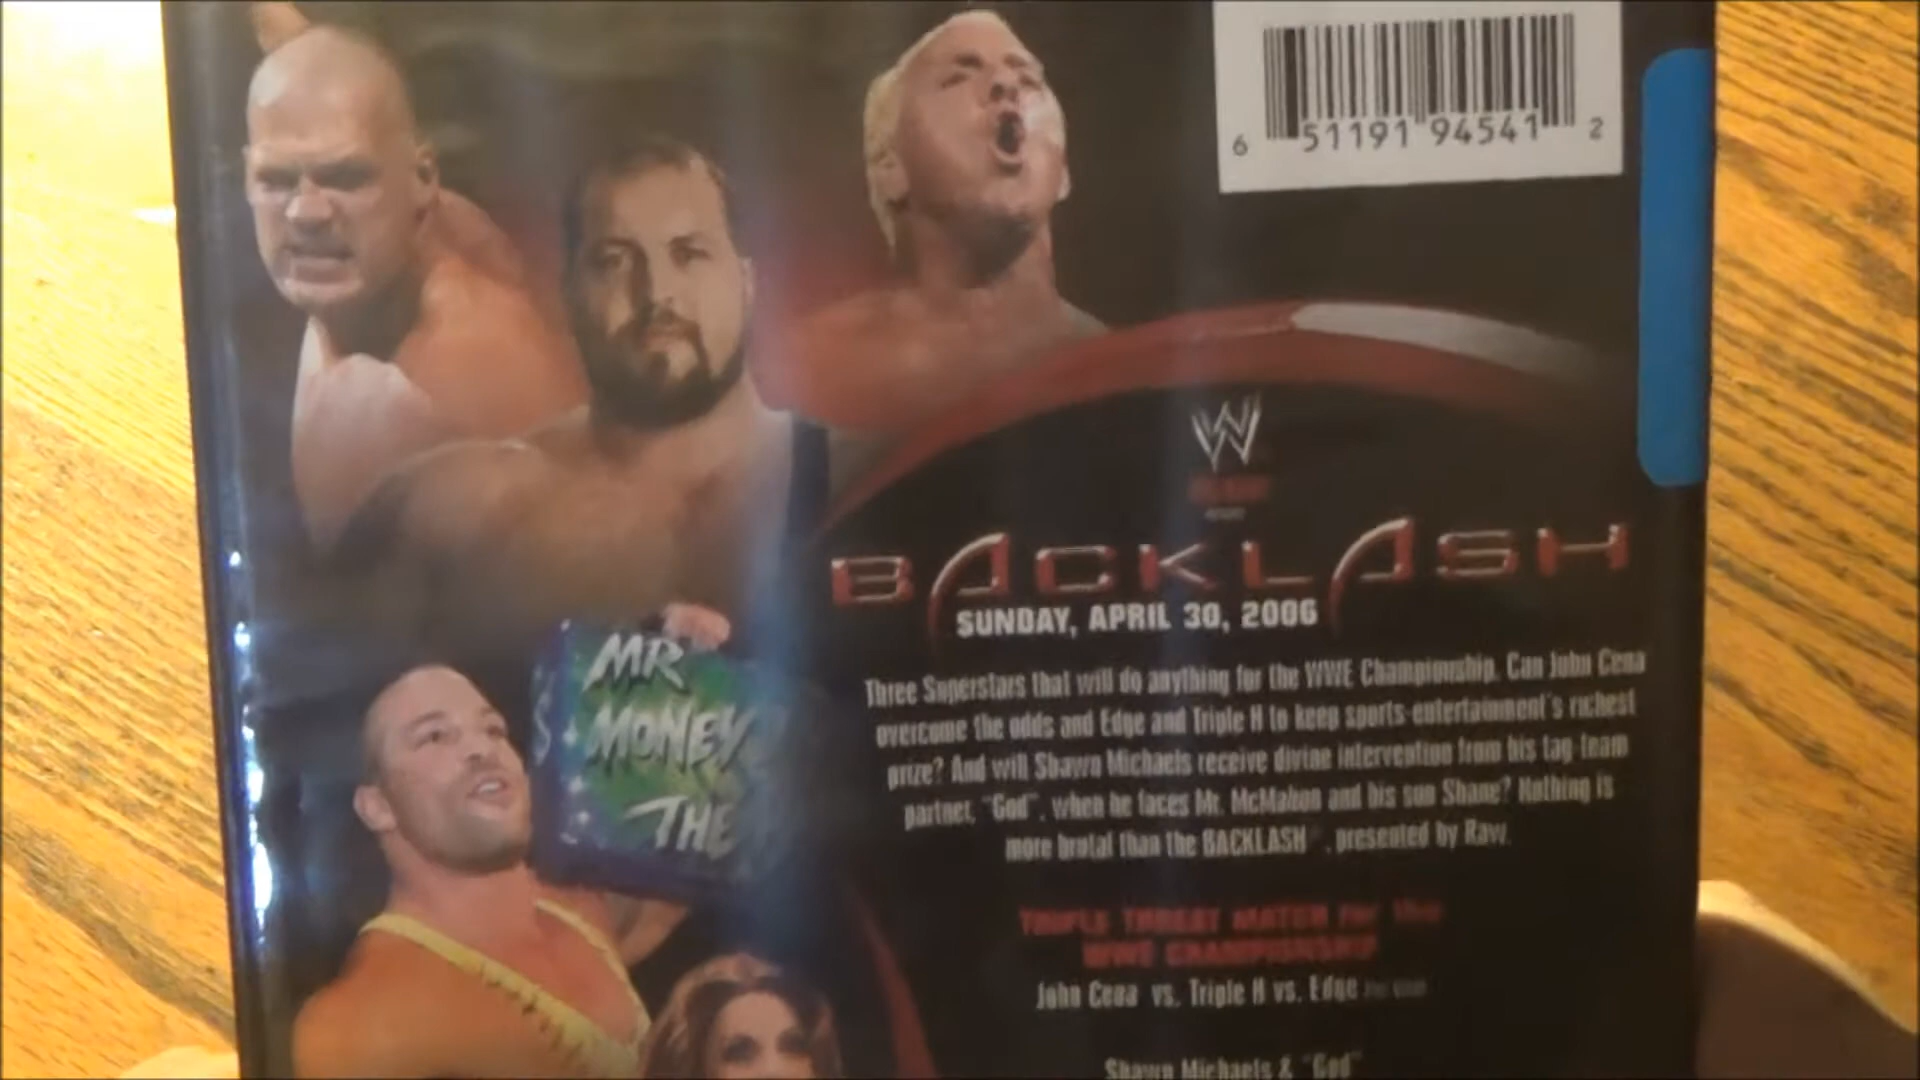 6 51191 94541 2
W
BACKLASH
SUNDAY, APRIL 30, 2006
Three Superstars that will do anything for the WWE Championship. Can John Cena
overcome the odds and Edge and Triple H to keep sports-entertainment's richest
prize? And will Shawn Michaels receive divine intervention from his tag-team
partner, "God", when he faces Mr. McMahon and his son Shane? Nothing is
more brutal than the BACKLASH, presented by Raw.
TRIPLE THREAT MATCH for the
WWE CHAMPIONSHIP
John Cena vs. Triple H vs. Edge
Shawn Michaels & "God"
MR
MONEY
THE